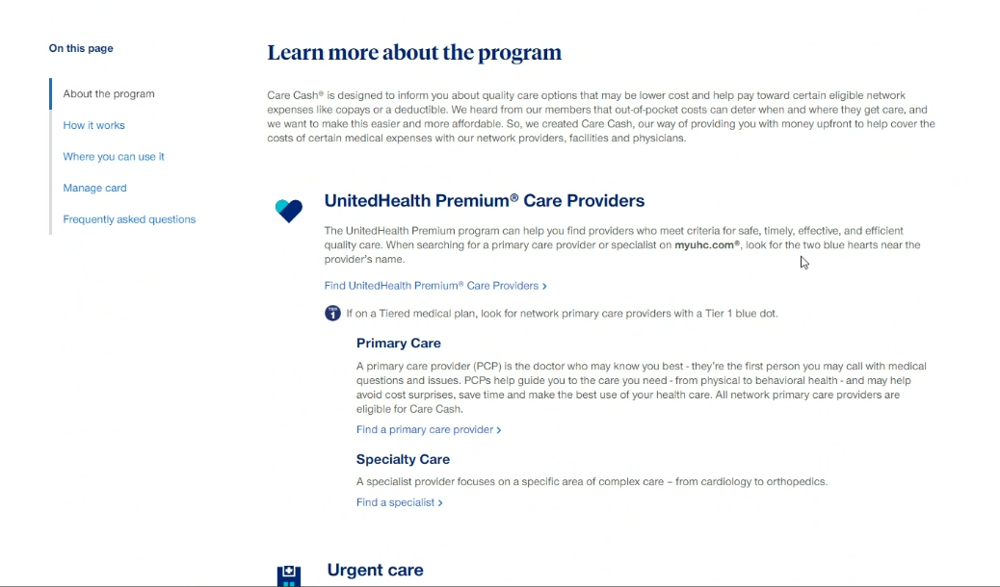 On this page
About the program
How it works
Where you can use it
Manage card
Frequently asked questions
Learn more about the program
Care Cash® is designed to inform you about quality care options that may be lower cost and help pay toward certain eligible network
expenses like copays or a deductible. We heard from our members that out-of-pocket costs can deter when and where they get care, and
we want to make this easier and more affordable. So, we created Care Cash, our way of providing you with money upfront to help cover the
costs of certain medical expenses with our network providers, facilities and physicians.
UnitedHealth Premium® Care Providers
The UnitedHealth Premium program can help you find providers who meet criteria for safe, timely, effective, and efficient
quality care. When searching for a primary care provider or specialist on myuhc.com®, look for the two blue hearts near the
provider's name.
Find UnitedHealth Premium® Care Providers >
TIER
1
If on a Tiered medical plan, look for network primary care providers with a Tier 1 blue dot.
Primary Care
A primary care provider (PCP) is the doctor who may know you best - they're the first person you may call with medical
questions and issues. PCPs help guide you to the care you need - from physical to behavioral health - and may help
avoid cost surprises, save time and make the best use of your health care. All network primary care providers are
eligible for Care Cash.
Find a primary care provider >
Specialty Care
A specialist provider focuses on a specific area of complex care – from cardiology to orthopedics.
Find a specialist >
Urgent care